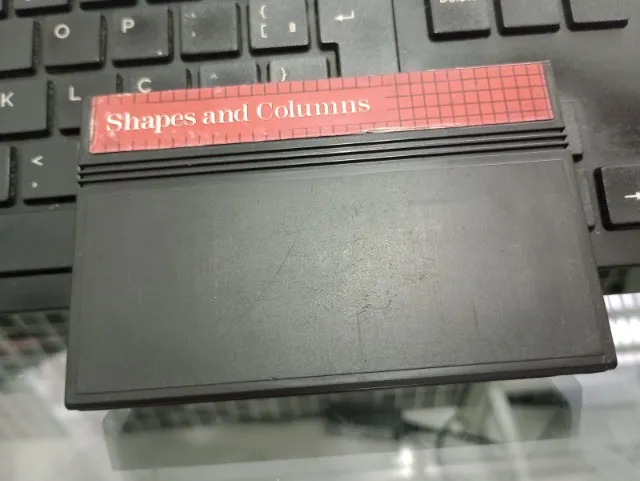 O P { [ ª
K L Ç }
<
Shapes and Columns